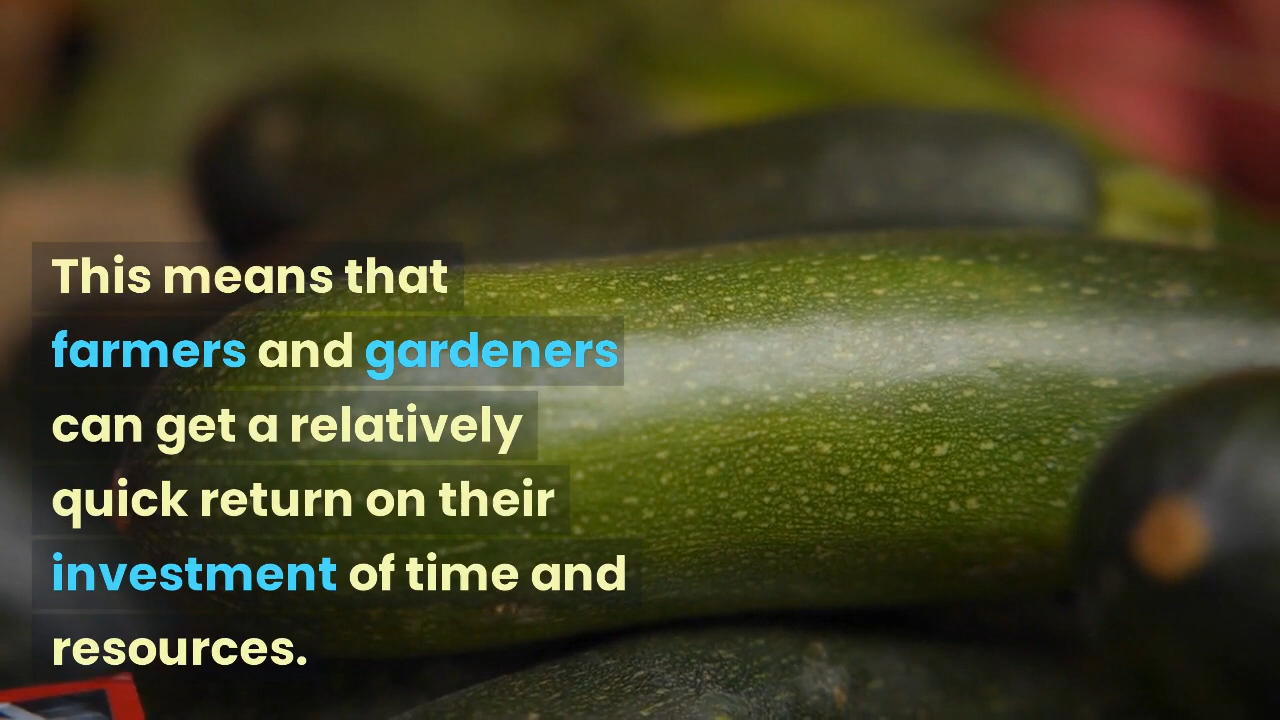 This means that
farmers and gardeners
can get a relatively
quick return on their
investment of time and
resources.